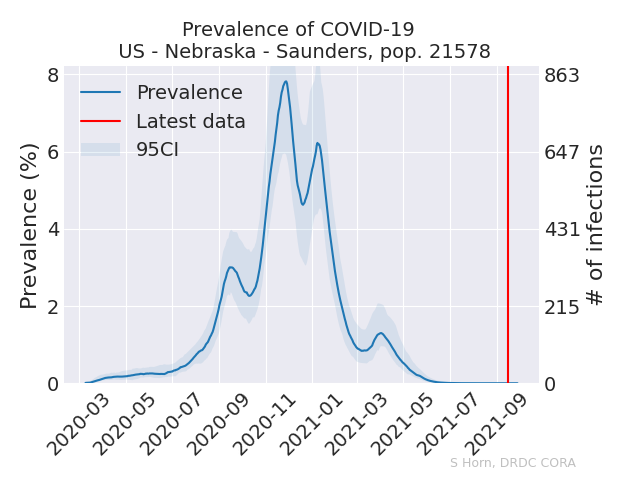 Prevalence of COVID-19
US - Nebraska - Saunders, pop. 21578
Prevalence
Latest data
95CI
Prevalence (%)
8
6
4
2
0
863
647
431
215
0
# of infections
2020-03
2020-05
2020-07
2020-09
2020-11
2021-01
2021-03
2021-05
2021-07
2021-09
S Horn, DRDC CORA